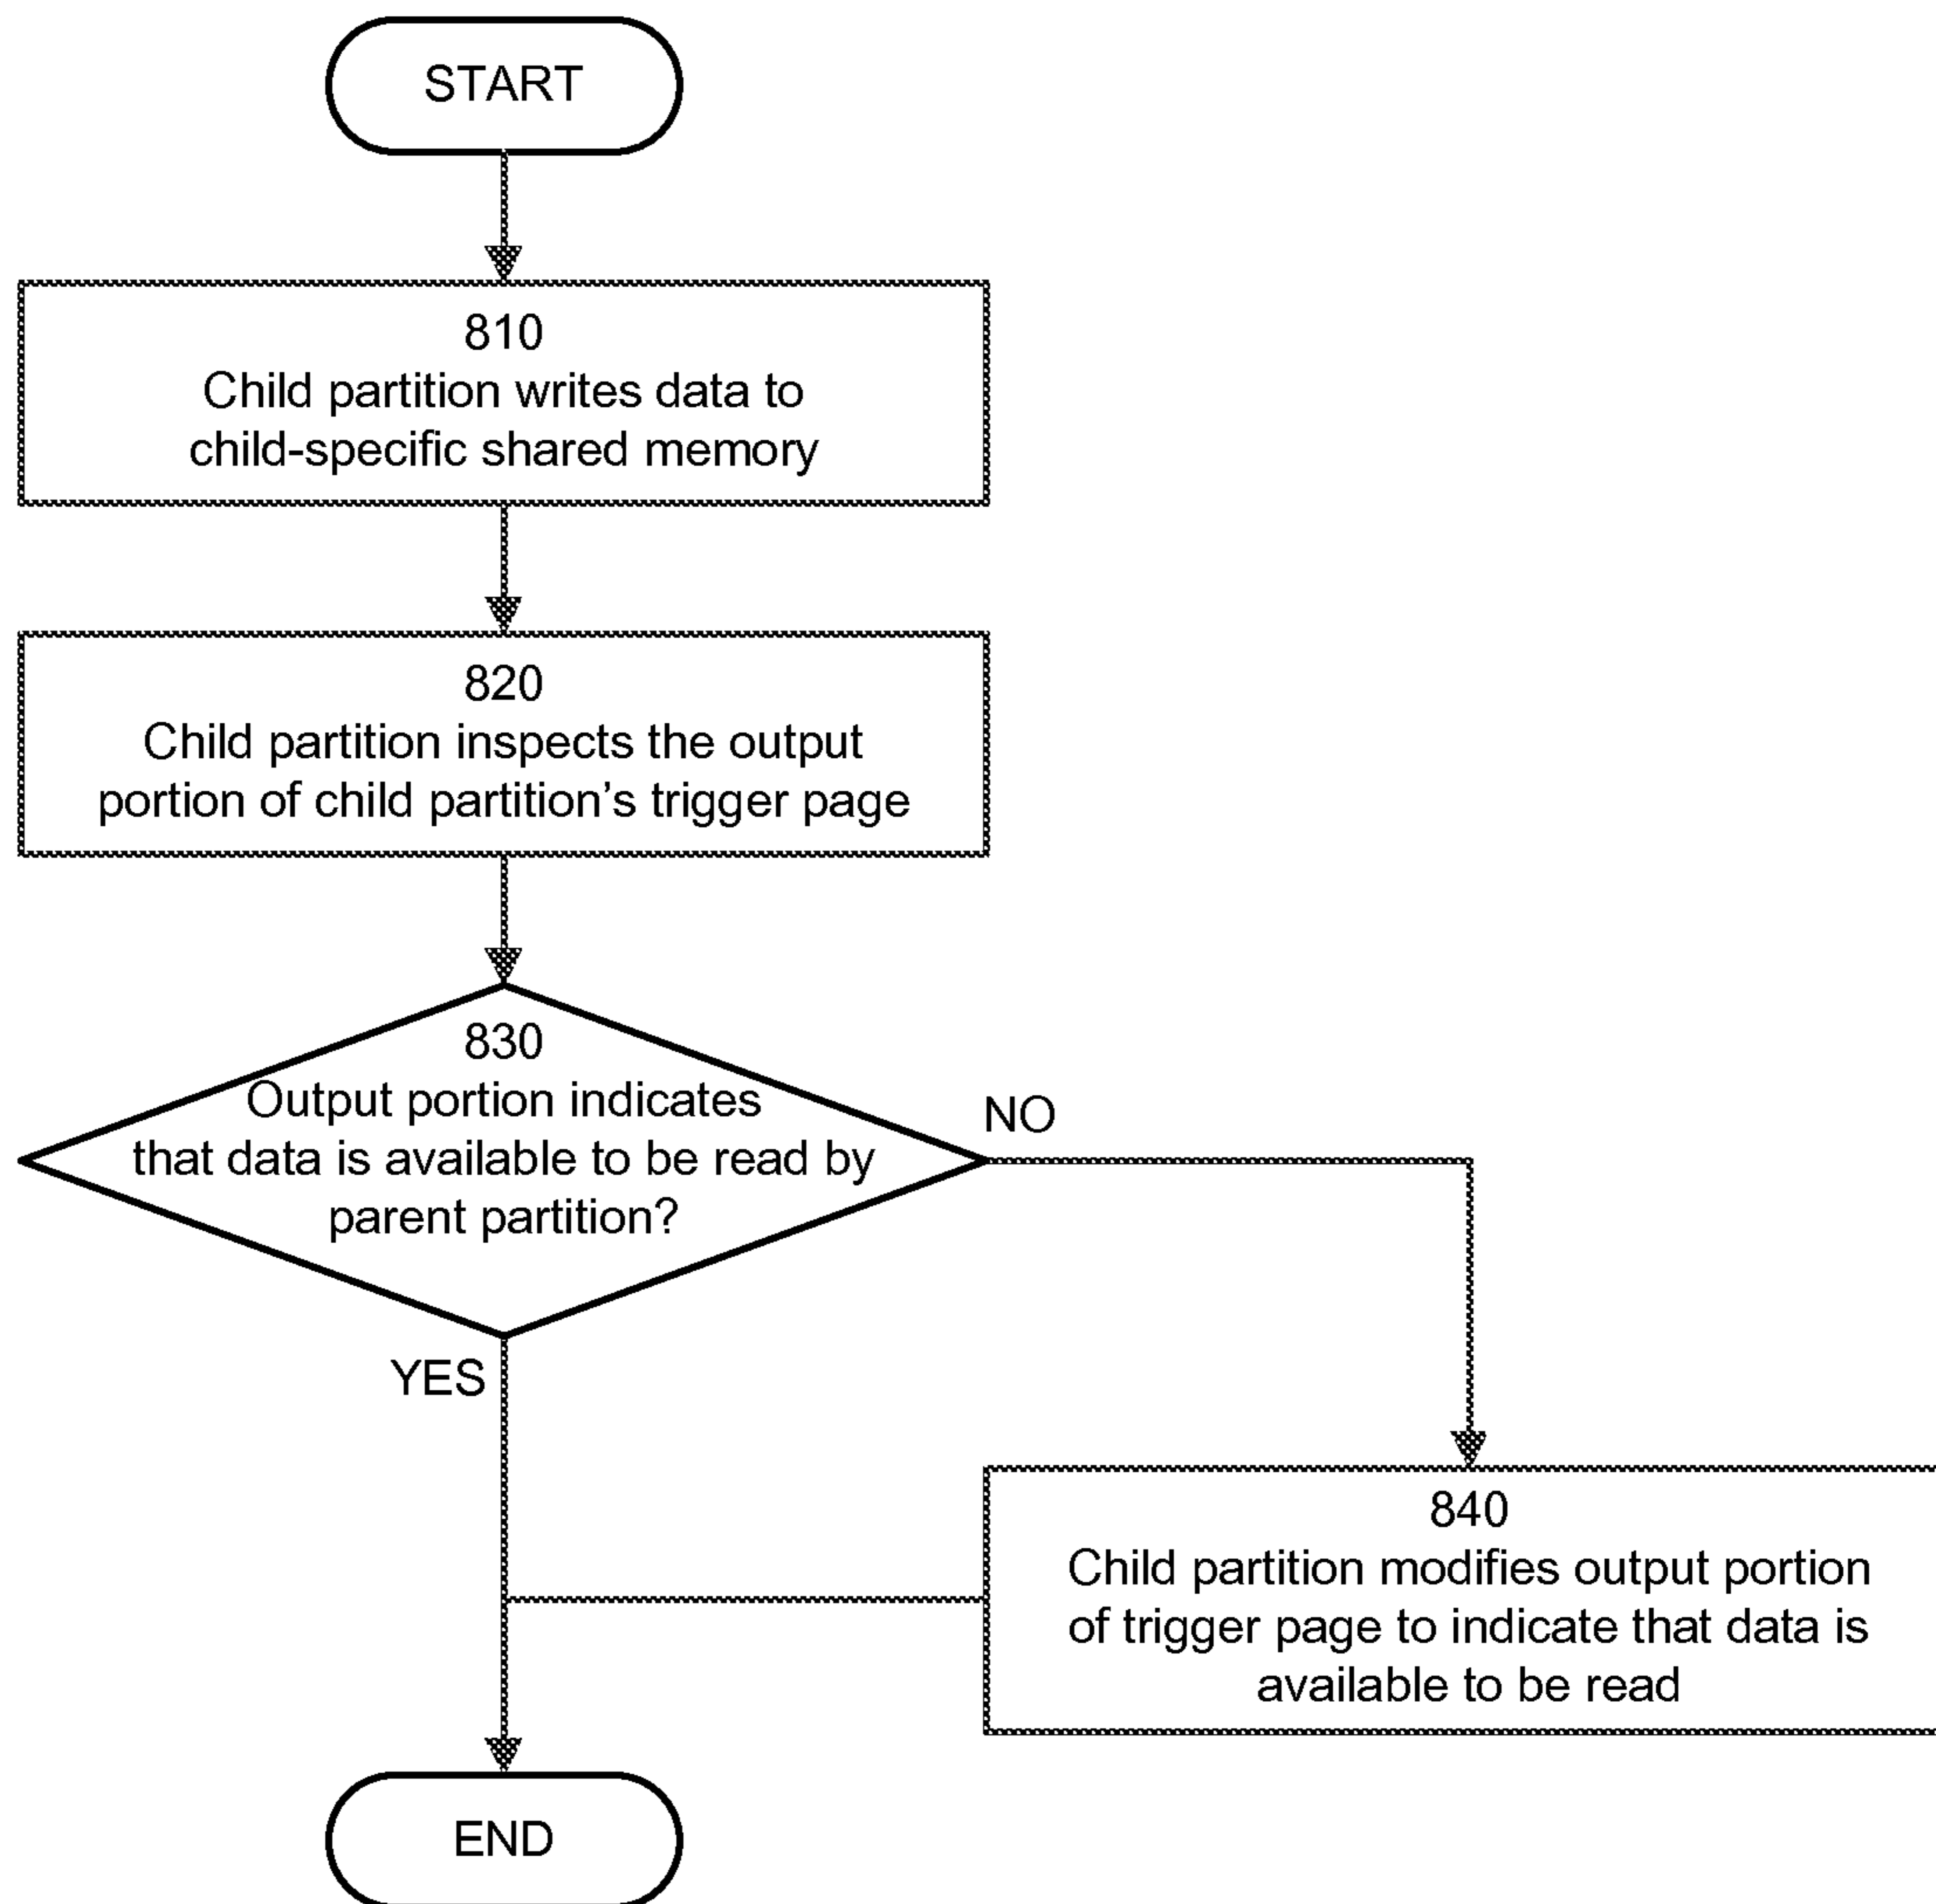 START
810
Child partition writes data to
child-specific shared memory
820
Child partition inspects the output
portion of child partition’s trigger page
830
Output portion indicates
that data is available to be read by
parent partition?
NO
YES
840
Child partition modifies output portion
of trigger page to indicate that data is
available to be read
END